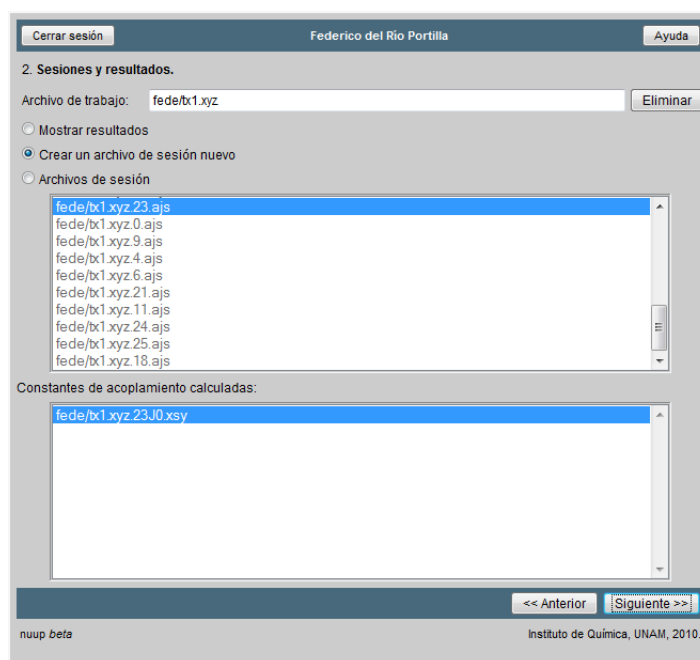 Cerrar sesión Federico del Río Portilla Ayuda
2. Sesiones y resultados.
Archivo de trabajo: fede/tx1.xyz Eliminar
Mostrar resultados
Crear un archivo de sesión nuevo
Archivos de sesión
fede/tx1.xyz.23.ajs
fede/tx1.xyz.0.ajs
fede/tx1.xyz.9.ajs
fede/tx1.xyz.4.ajs
fede/tx1.xyz.6.ajs
fede/tx1.xyz.21.ajs
fede/tx1.xyz.11.ajs
fede/tx1.xyz.24.ajs
fede/tx1.xyz.25.ajs
fede/tx1.xyz.18.ajs
Constantes de acoplamiento calculadas:
fede/tx1.xyz.23J0.xsy
<< Anterior Siguiente >>
nuup beta Instituto de Química, UNAM, 2010.